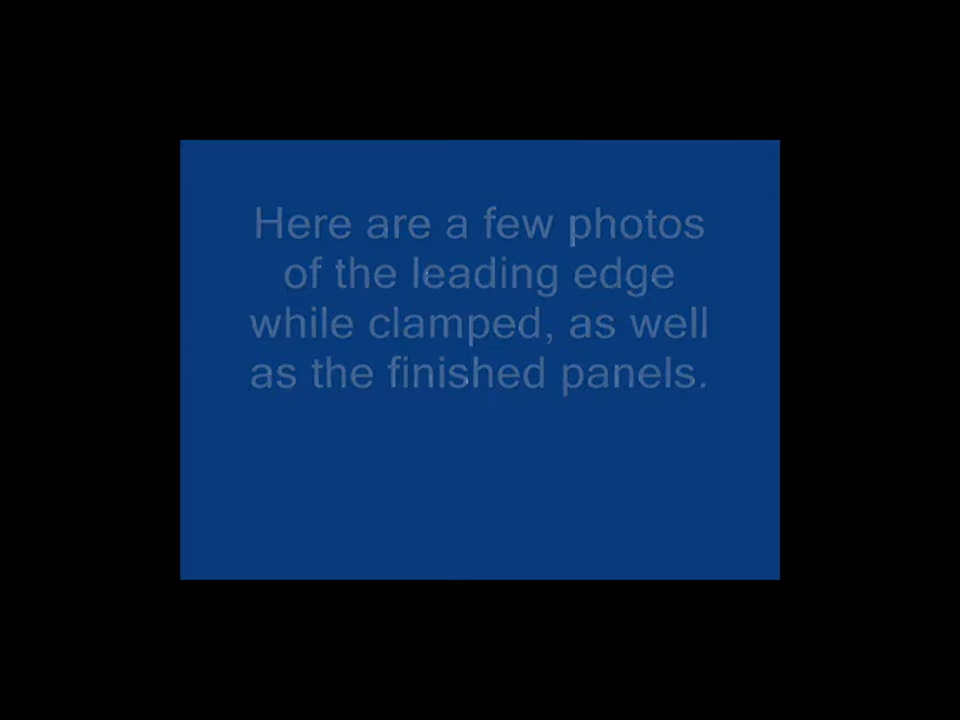 Here are a few photos
of the leading edge
while clamped, as well
as the finished panels.